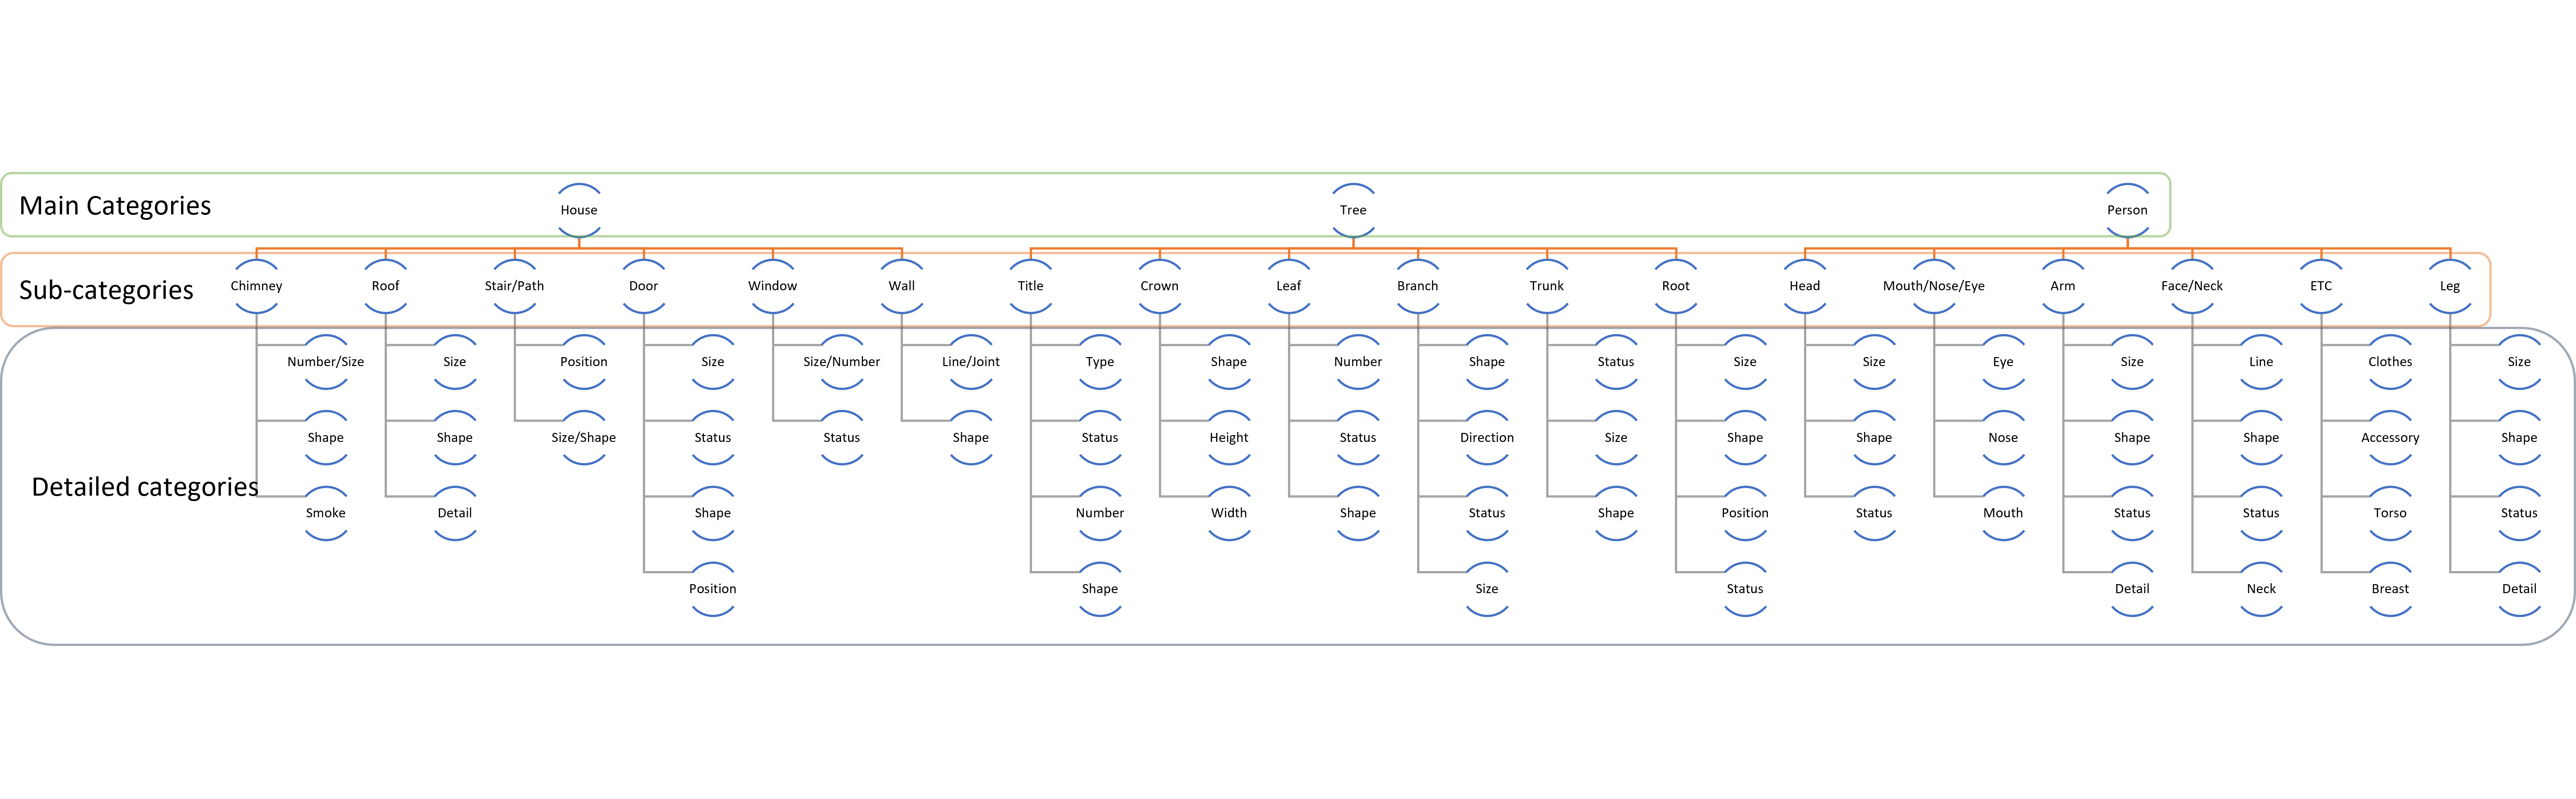 Main Categories
House
Tree
Person
Sub-categories
Chimney
Roof
Stair/Path
Door
Window
Wall
Title
Crown
Leaf
Branch
Trunk
Root
Head
Mouth/Nose/Eye
Arm
Face/Neck
ETC
Leg
Detailed categories
Number/Size
Shape
Smoke
Size
Shape
Detail
Position
Size/Shape
Size
Status
Shape
Position
Size/Number
Status
Line/Joint
Shape
Type
Status
Number
Shape
Shape
Height
Width
Number
Status
Shape
Shape
Direction
Status
Size
Status
Size
Shape
Size
Shape
Position
Status
Size
Shape
Status
Eye
Nose
Mouth
Size
Shape
Status
Detail
Line
Shape
Status
Neck
Clothes
Accessory
Torso
Breast
Size
Shape
Status
Detail